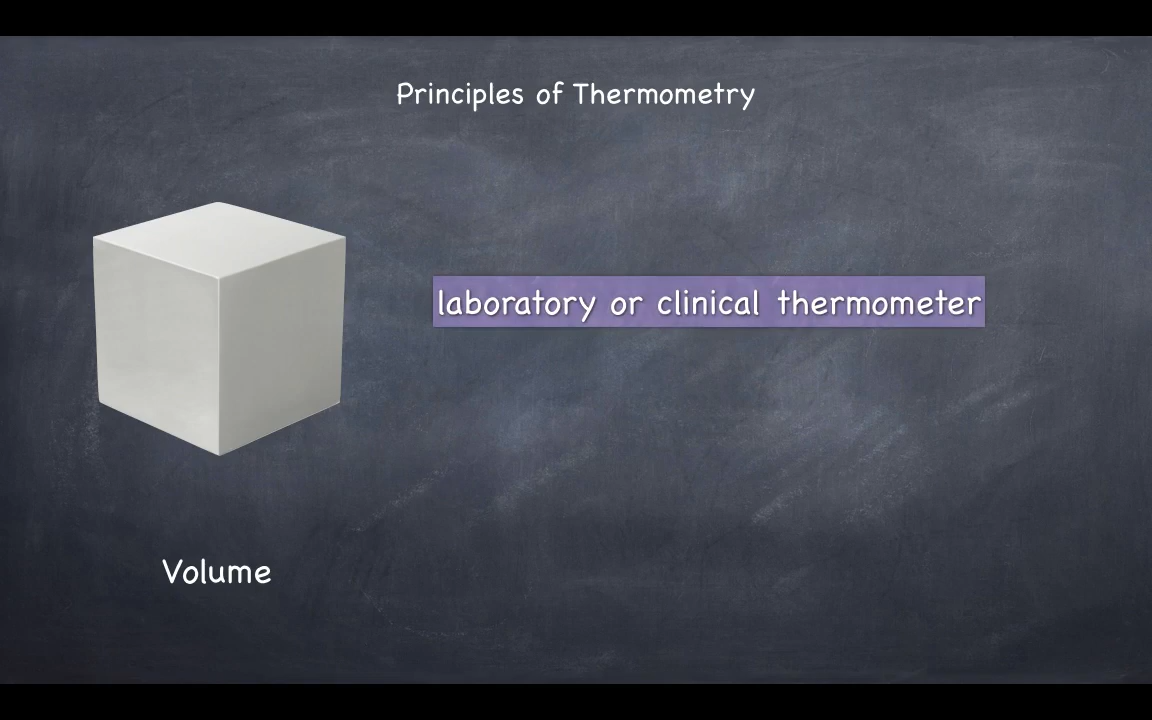 Principles of Thermometry
laboratory or clinical thermometer
Volume